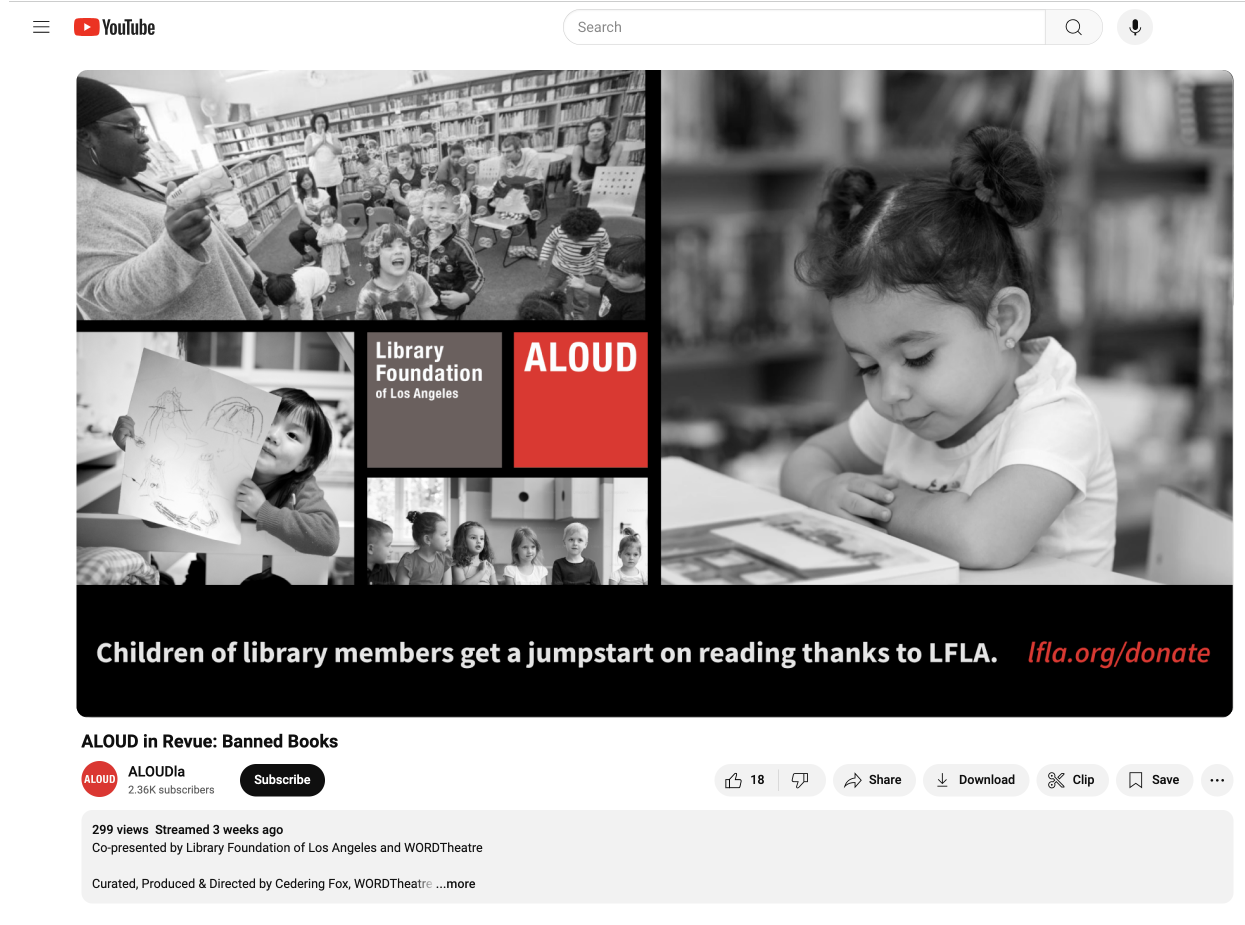 YouTube
Search
Library
Foundation
of Los Angeles
ALOUD
Children of library members get a jumpstart on reading thanks to LFLA. lfla.org/donate
ALOUD in Revue: Banned Books
ALOUD
ALOUDla
2.36K subscribers
Subscribe
18
Share
Download
Clip
Save
299 views Streamed 3 weeks ago
Co-presented by Library Foundation of Los Angeles and WORDTheatre
Curated, Produced & Directed by Cedering Fox, WORDTheatre ...more